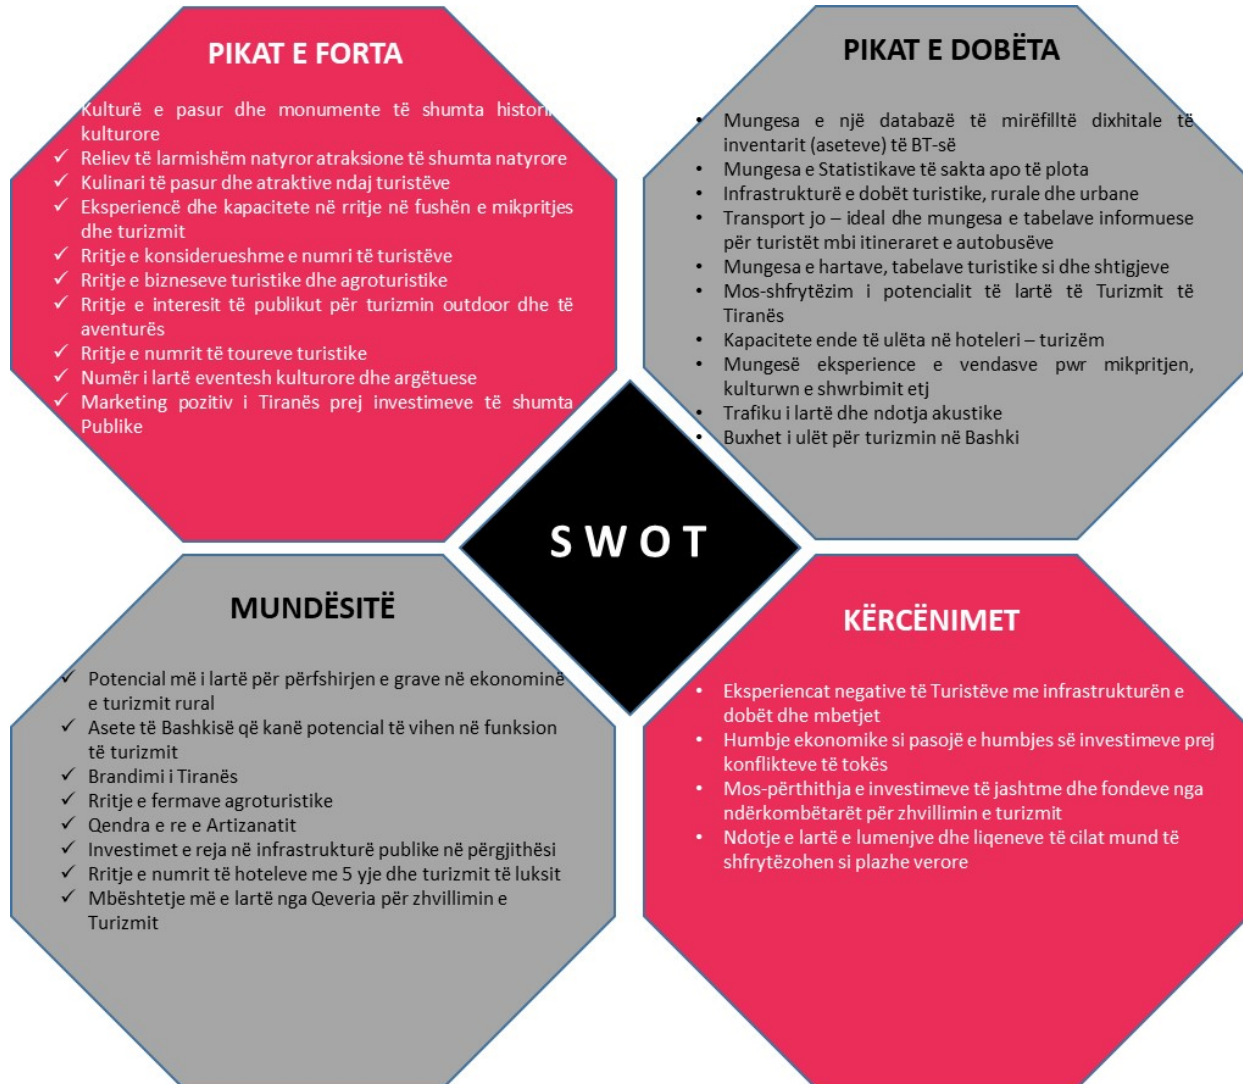 PIKAT E FORTA
Kulturë e pasur dhe monumente të shumta
kulturore
Reliev të larmishëm natyror atraksione të shumta natyrore
Kulinari të pasur dhe atraktive ndaj turistëve
Eksperiencë dhe kapacitete në rritje në fushën e mikpritjes
dhe turizmit
Rritje e konsiderueshme e numri të turistëve
Rritje e bizneseve turistike dhe agroturistike
Rritje e interesit të publikut për turizmin outdoor dhe të
aventurës
Rritje e numrit të toureve turistike
Numër i lartë eventesh kulturore dhe argëtuese
Marketing pozitiv i Tiranës prej investimeve të shumta
Publike
PIKAT E DOBËTA
Mungesa e një databazë të mirëfilltë dixhitale të
inventarit (aseteve) të BT-së
Mungesa e Statistikave të sakta apo të plota
Infrastrukturë e dobët turistike, rurale dhe urbane
Transport jo – ideal dhe mungesa e tabelave informuese
për turistët mbi itineraret e autobusëve
Mungesa e hartave, tabelave turistike si dhe shtigjeve
Mos-shfrytëzim i potencialit të lartë të Turizmit të
Tiranës
Kapacitete ende të ulëta në hoteleri – turizëm
Mungesë eksperience e vendasve pwr mikpritjen,
kulturwn e shwrbimit etj
Trafiku i lartë dhe ndotja akustike
Buxhet i ulët për turizmin në Bashki
S W O T
MUNDËSITË
Potencial më i lartë për përfshirjen e grave në ekonominë
e turizmit rural
Asete të Bashkisë që kanë potencial të vihen në funksion
të turizmit
Brandimi i Tiranës
Rritje e fermave agroturistike
Qendra e re e Artizanatit
Investimet e reja në infrastrukturë publike në përgjithësi
Rritje e numrit të hoteleve me 5 yje dhe turizmit të luksit
Mbështetje më e lartë nga Qeveria për zhvillimin e
Turizmit
KËRCËNIMET
Eksperiencat negative të Turistëve me infrastrukturën e
dobët dhe mbetjet
Humbje ekonomike si pasojë e humbjes së investimeve prej
konflikteve të tokës
Mos-përthithja e investimeve të jashtme dhe fondeve nga
ndërkombëtarët për zhvillimin e turizmit
Ndotje e lartë e lumenjve dhe liqeneve të cilat mund të
shfrytëzohen si plazhe verore